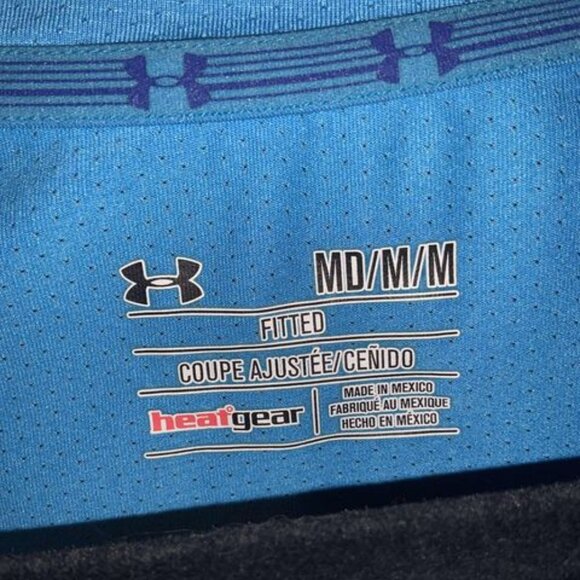 MD/M/M
FITTED
COUPE AJUSTÉE/CEÑIDO
heatgear
MADE IN MEXICO
FABRIQUÉ AU MEXIQUE
HECHO EN MÉXICO